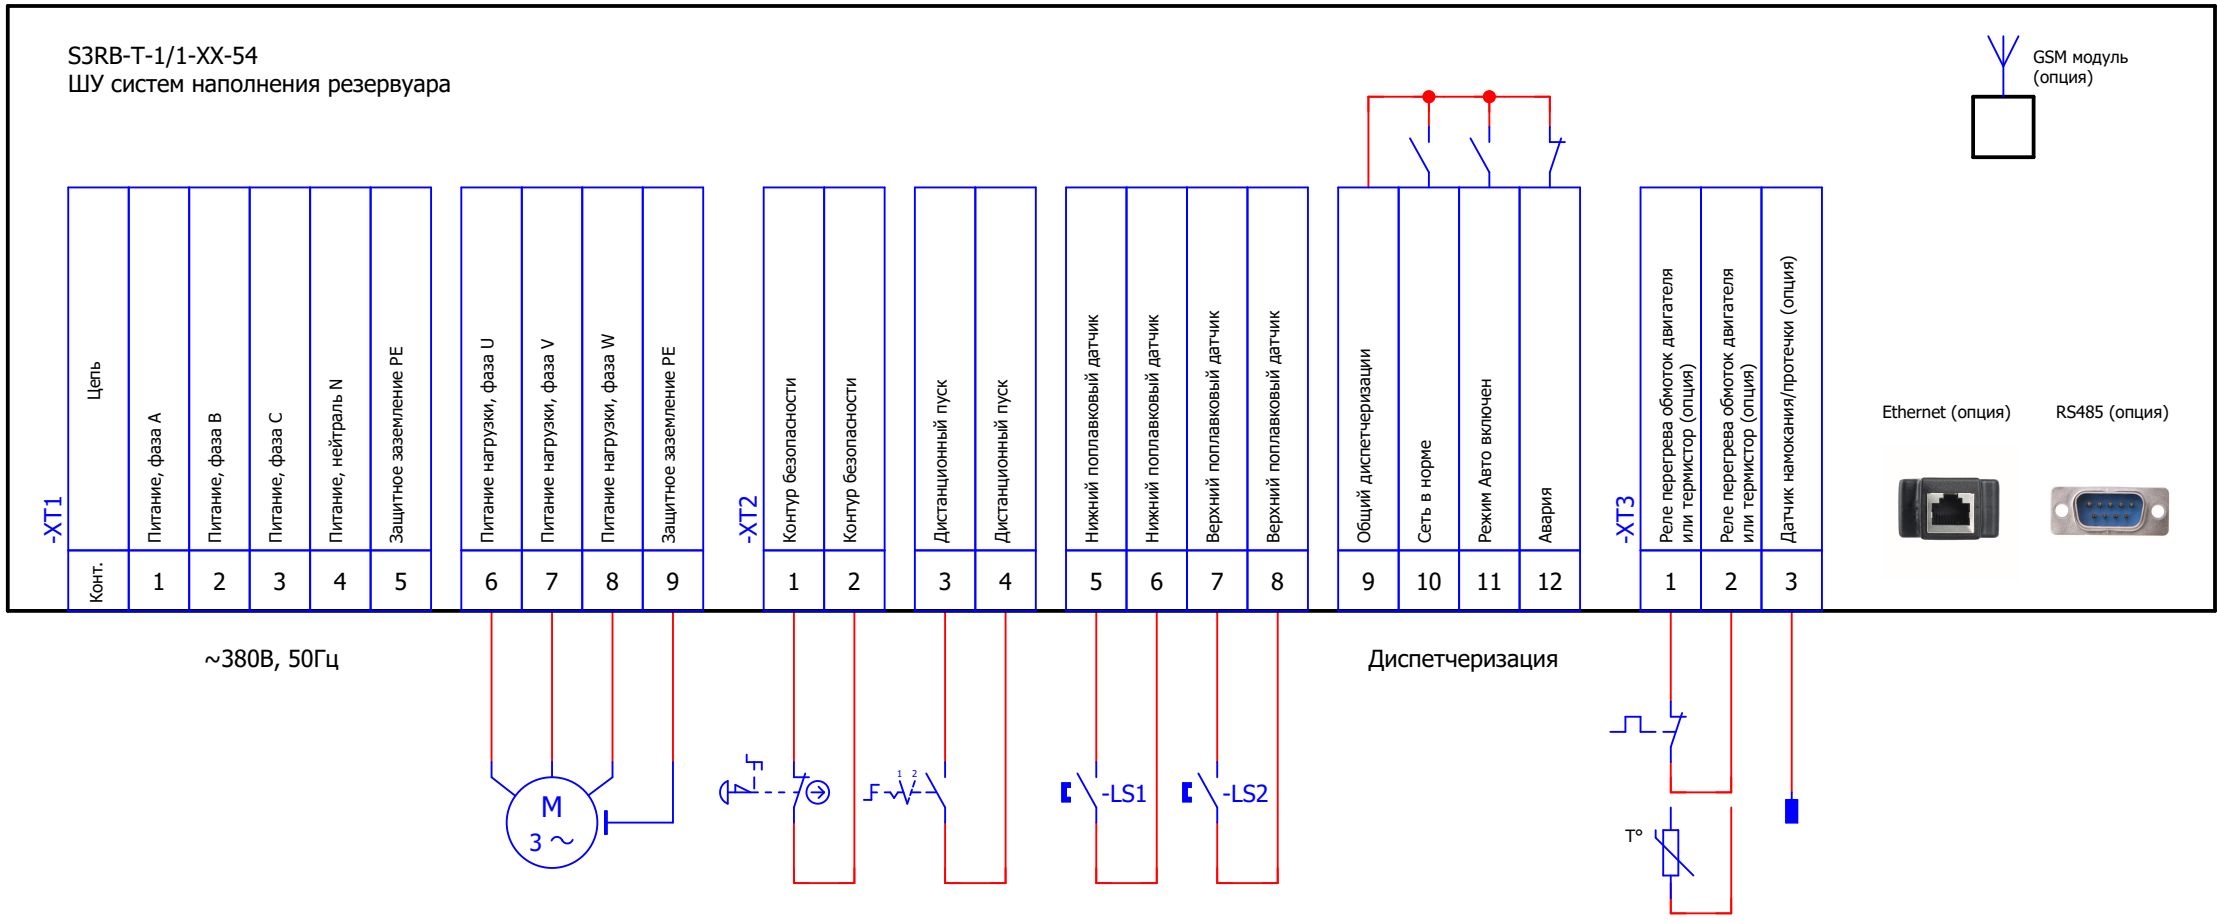 S3RB-T-1/1-XX-54
ШУ систем наполнения резервуара
GSM модуль
(опция)
-XT1
Цепь
Питание, фаза A
Питание, фаза B
Питание, фаза C
Питание, нейтраль N
Защитное заземление PE
Питание нагрузки, фаза U
Питание нагрузки, фаза V
Питание нагрузки, фаза W
Защитное заземление PE
-XT2
Контур безопасности
Контур безопасности
Дистанционный пуск
Дистанционный пуск
Нижний поплавковый датчик
Нижний поплавковый датчик
Верхний поплавковый датчик
Верхний поплавковый датчик
Общий диспетчеризации
Сеть в норме
Режим Авто включен
Авария
-XT3
Реле перегрева обмоток двигателя
или термистор (опция)
Реле перегрева обмоток двигателя
или термистор (опция)
Датчик намокания/протечки (опция)
Ethernet (опция)
RS485 (опция)
Конт.
1
2
3
4
5
6
7
8
9
1
2
3
4
5
6
7
8
9
10
11
12
1
2
3
~380В, 50Гц
Диспетчеризация
M
3 ~
1 2
-LS1
-LS2
T°